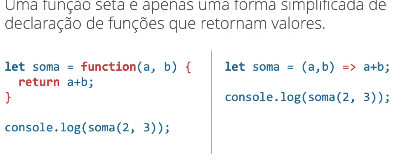 Uma função seta é apenas uma forma simplificada de
declaração de funções que retornam valores.
let soma = function(a, b) {
return a+b;
}
console.log(soma(2, 3));
let soma = (a,b) => a+b;
console.log(soma(2, 3));